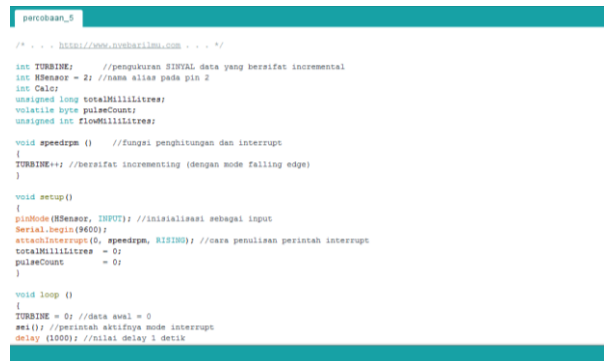 percobaan_5
/* . . . http://www.nyebarilmu.com . . . */
int TURBINE; //pengukuran SINYAL data yang bersifat incremental
int HSensor = 2; //nama alias pada pin 2
int Calc;
unsigned long totalMilliLitres;
volatile byte pulseCount;
unsigned int flowMilliLitres;
void speedrpm () //fungsi penghitungan dan interrupt
{
TURBINE++; //bersifat incrementing (dengan mode falling edge)
}
void setup()
{
pinMode(HSensor, INPUT); //inisialisasi sebagai input
Serial.begin(9600);
attachInterrupt(0, speedrpm, RISING); //cara penulisan perintah interrupt
totalMilliLitres = 0;
pulseCount = 0;
}
void loop ()
{
TURBINE = 0; //data awal = 0
sei(); //perintah aktifnya mode interrupt
delay (1000); //nilai delay 1 detik